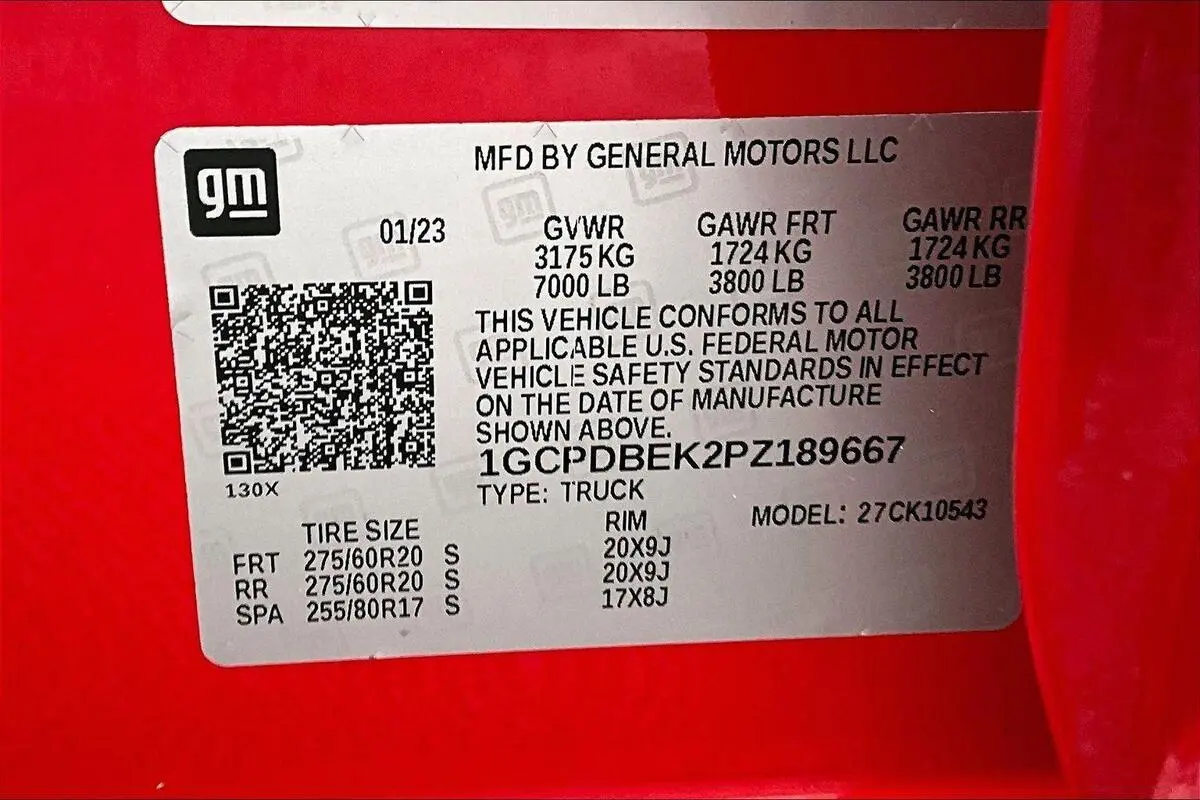 gm
MFD BY GENERAL MOTORS LLC
01/23 GVWR GAWR FRT GAWR RR
3175 KG 1724 KG 1724 KG
7000 LB 3800 LB 3800 LB
THIS VEHICLE CONFORMS TO ALL
APPLICABLE U.S. FEDERAL MOTOR
VEHICLE SAFETY STANDARDS IN EFFECT
ON THE DATE OF MANUFACTURE
SHOWN ABOVE.
1GCPDBEK2PZ189667
130X
TYPE: TRUCK MODEL: 27CK10543
TIRE SIZE RIM
FRT 275/60R20 S 20X9J
RR 275/60R20 S 20X9J
SPA 255/80R17 S 17X8J